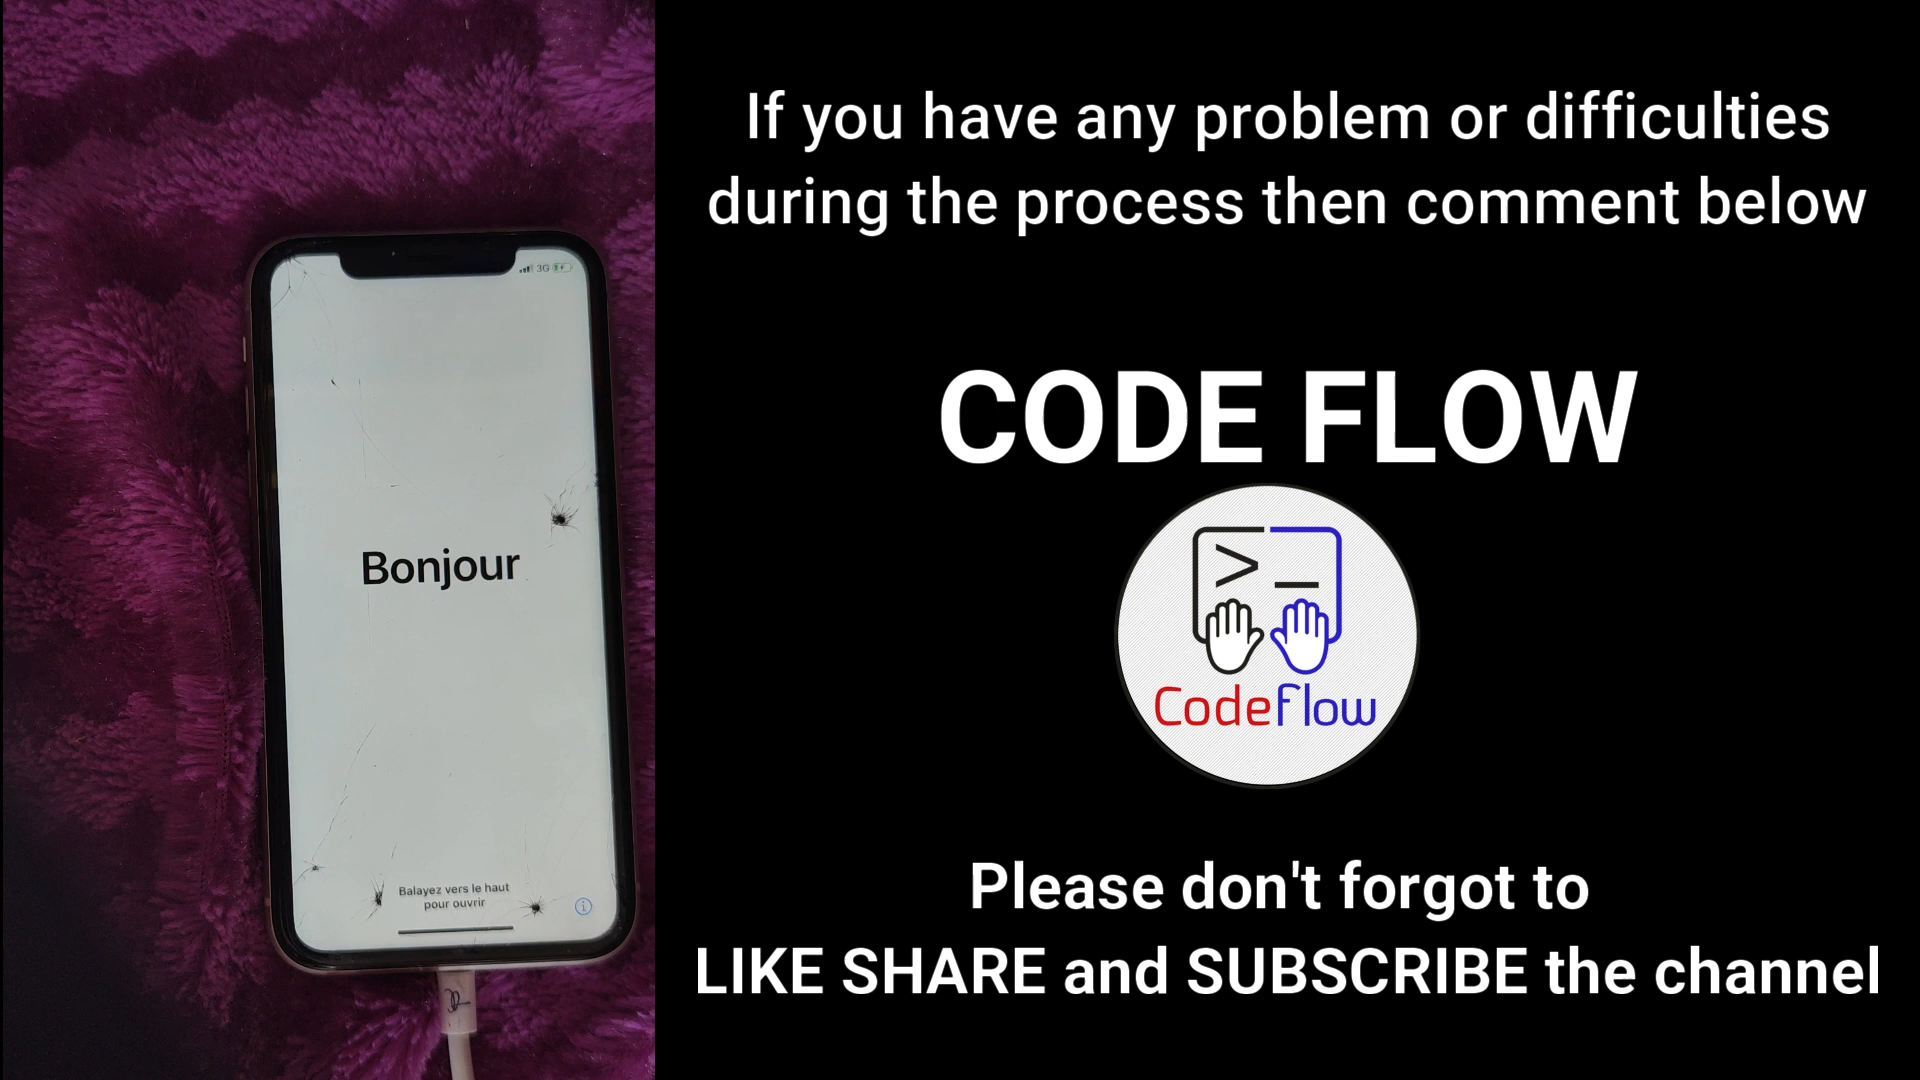 3G
Bonjour
Balayez vers le haut
pour ouvrir
If you have any problem or difficulties
during the process then comment below
CODE FLOW
>_
Codeflow
Please don't forgot to
LIKE SHARE and SUBSCRIBE the channel